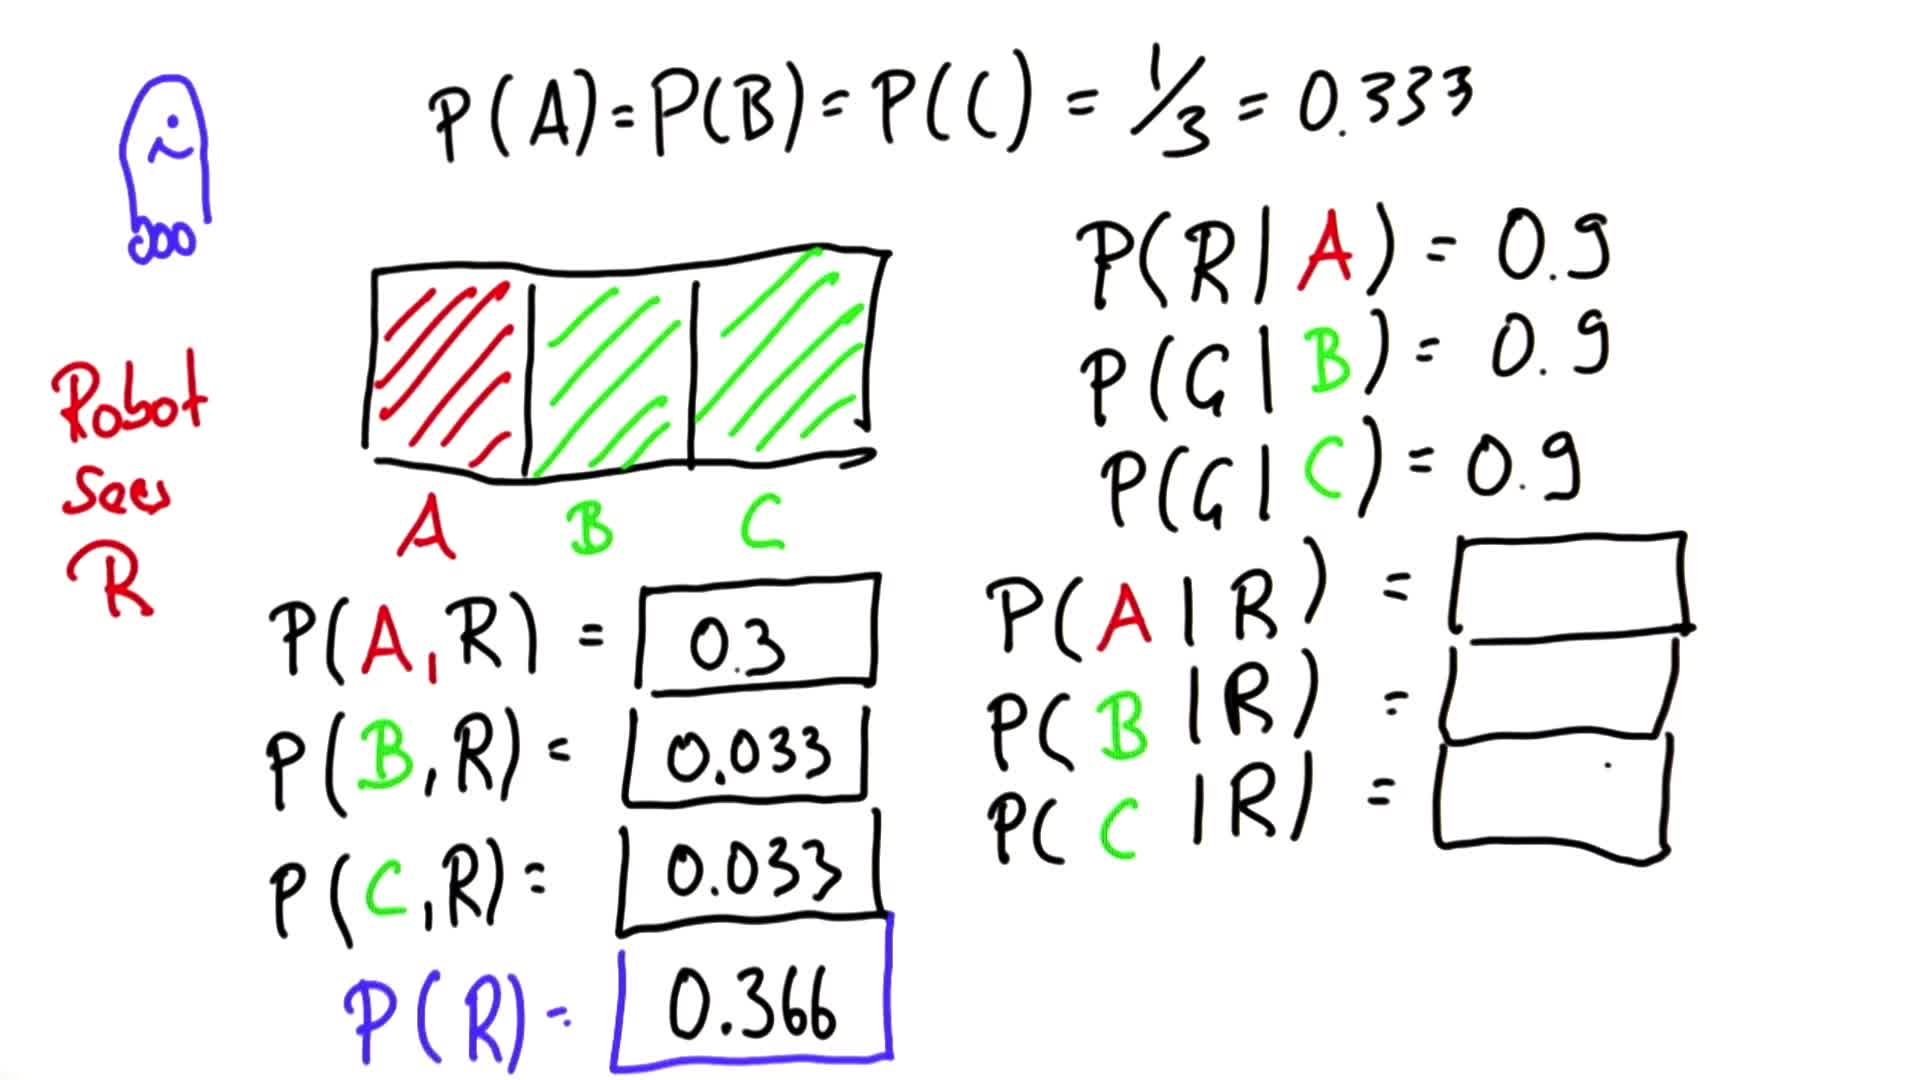 P(A) = P(B) = P(C) = 1/3 = 0.333
P(R | A) = 0.9
P(G | B) = 0.9
P(G | C) = 0.9
Robot
Sees
R
A B C
P(A,R) = 0.3
P(B,R) = 0.033
P(C,R) = 0.033
P(R) = 0.366
P(A | R) =
P(B | R) =
P(C | R) =